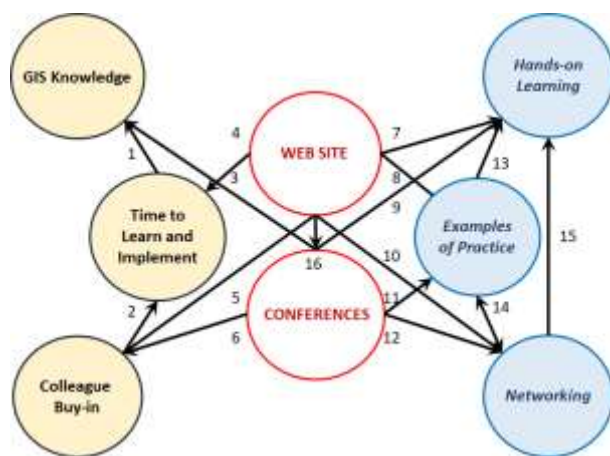 GIS Knowledge
Hands-on
Learning
4
WEB SITE
7
1
3
8
13
Time to
Learn and
Implement
9
Examples
of Practice
15
16
10
2
5
CONFERENCES
11
14
6
12
Colleague
Buy-in
Networking